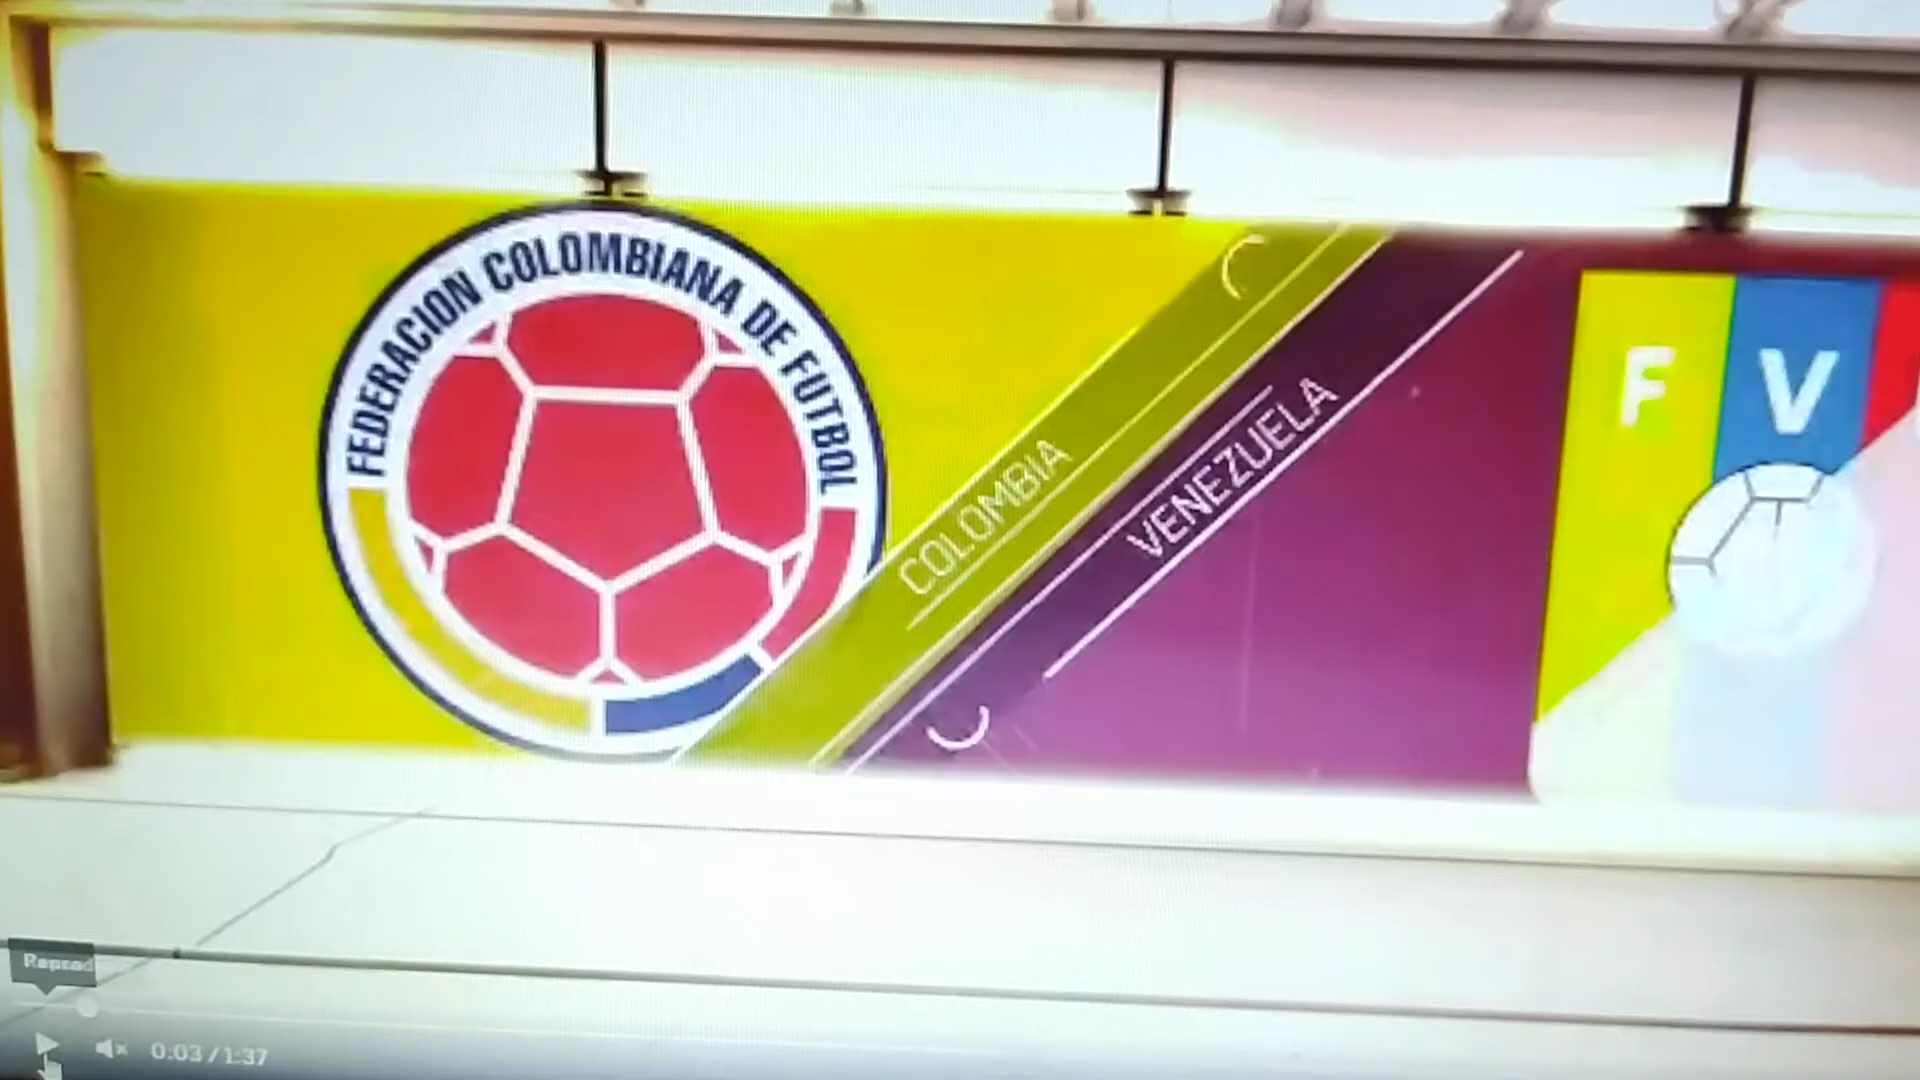 FEDERACION COLOMBIANA DE FUTBOL
COLOMBIA
VENEZUELA
F V
0:03 / 1:37